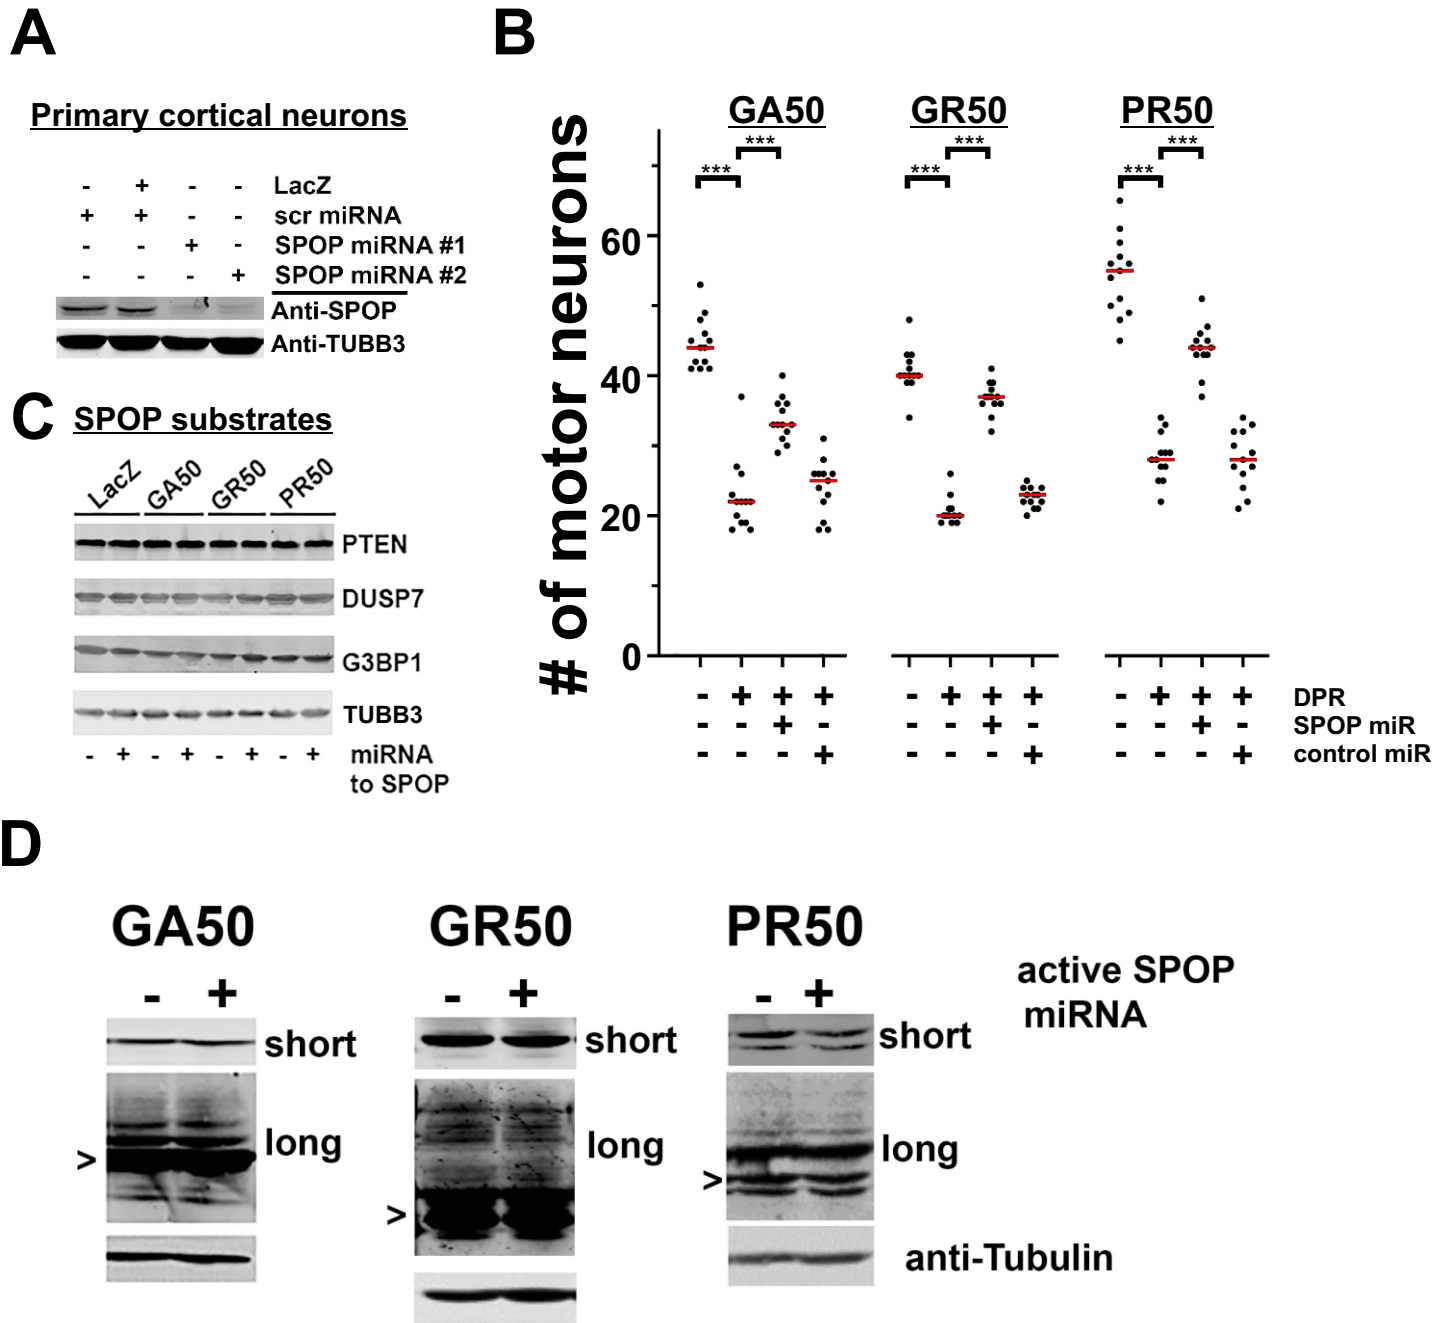 A
Primary cortical neurons
- + - - LacZ
+ + - - scr miRNA
- - + - SPOP miRNA #1
- - - + SPOP miRNA #2
Anti-SPOP
Anti-TUBB3
B
# of motor neurons
GA50 GR50 PR50
*** *** ***
*** *** ***
60
40
20
0
- + + + - + + + - + + + DPR
- - + - - - + - - - + - SPOP miR
- - - + - - - + - - - + control miR
C
SPOP substrates
LacZ GA50 GR50 PR50
PTEN
DUSP7
G3BP1
TUBB3
- + - + - + - + miRNA
to SPOP
D
GA50 GR50 PR50
- + - + - + active SPOP
miRNA
short short short
long long long
> > >
anti-Tubulin